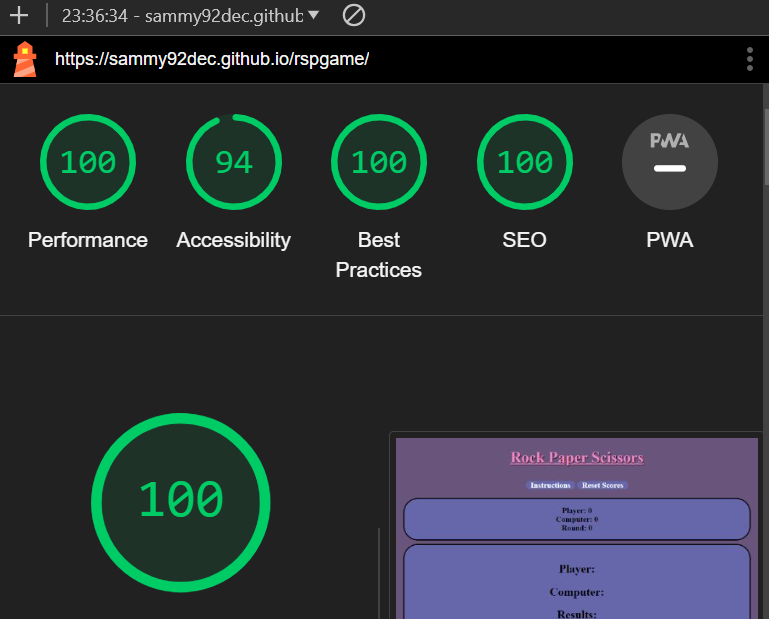 23:36:34 - sammy92dec.github
https://sammy92dec.github.io/rspgame/
100
94
100
100
PWA
Performance
Accessibility
Best
Practices
SEO
PWA
100
Rock Paper Scissors
Instructions Reset Scores
Player: 0
Computer: 0
Round: 0
Player:
Computer:
Results: